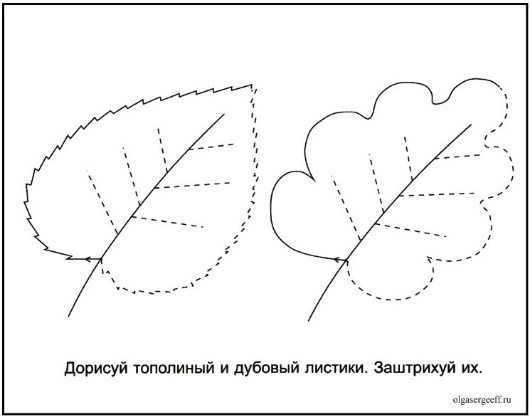 Дорисуй тополиный и дубовый листики. Заштрихуй их.
olgasergeeff.ru